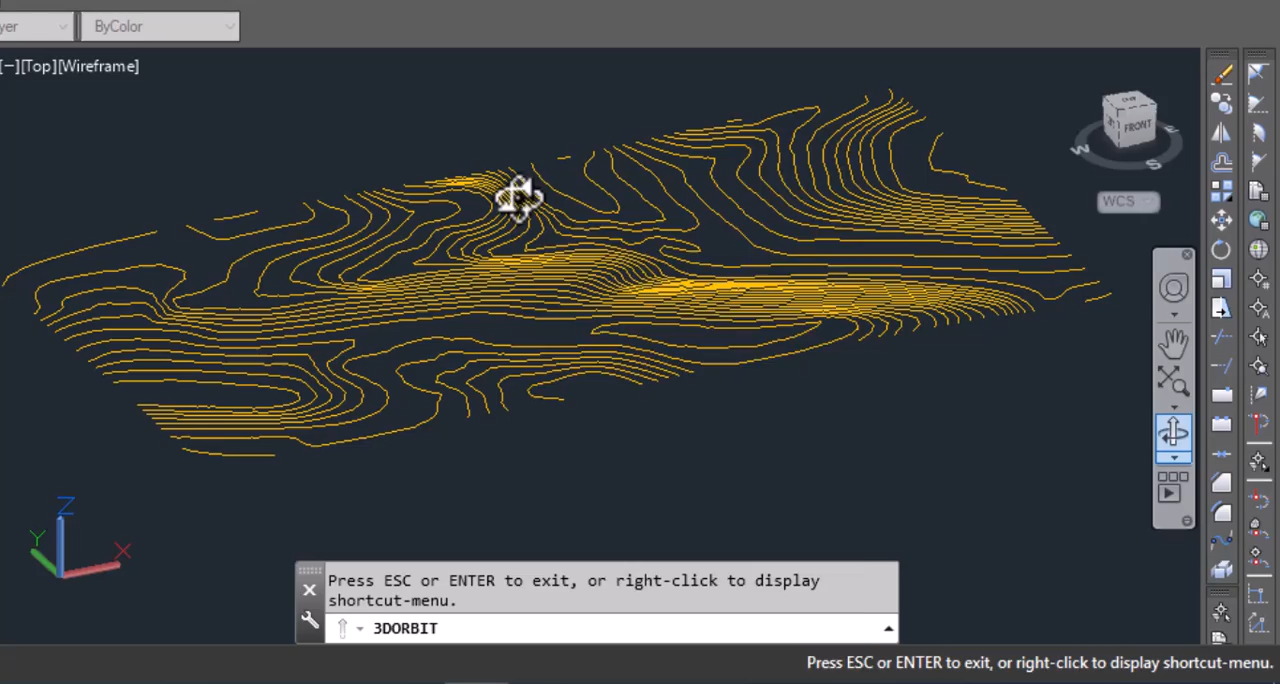 yer
ByColor
[−][Top][Wireframe]
FRONT
W
S
WCS
Z
Y
X
Press ESC or ENTER to exit, or right-click to display
shortcut-menu.
3DORBIT
Press ESC or ENTER to exit, or right-click to display shortcut-menu.